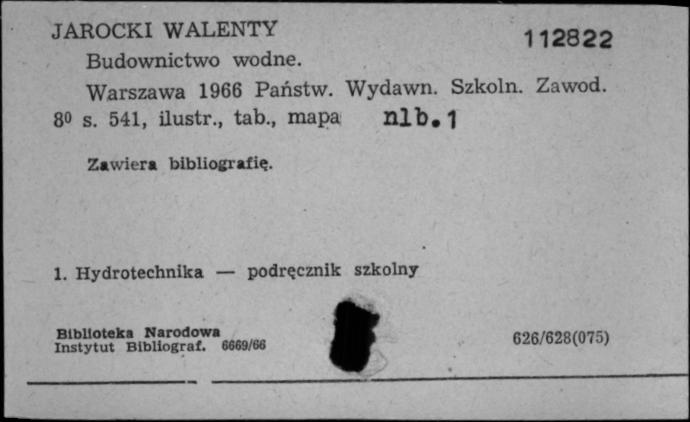 JAROCKI WALENTY
112822
Budownictwo wodne.
Warszawa 1966 Państw. Wydawn. Szkoln. Zawod.
8⁰ s. 541, ilustr., tab., mapa nlb. 1
Zawiera bibliografię.
1. Hydrotechnika — podręcznik szkolny
Biblioteka Narodowa
Instytut Bibliograf. 6669/66
626/628(075)